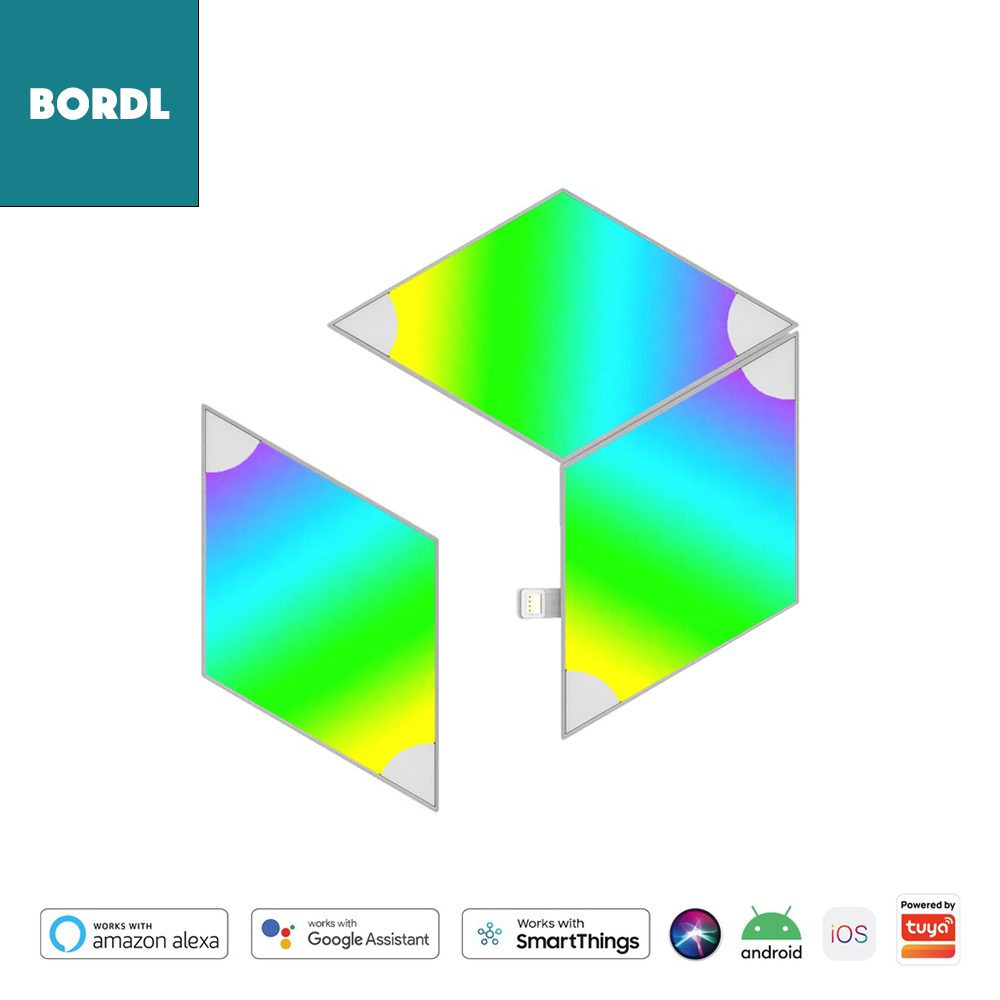 BORDL
WORKS WITH
amazon alexa
works with
Google Assistant
Works with
SmartThings
android
iOS
Powered by
tuya